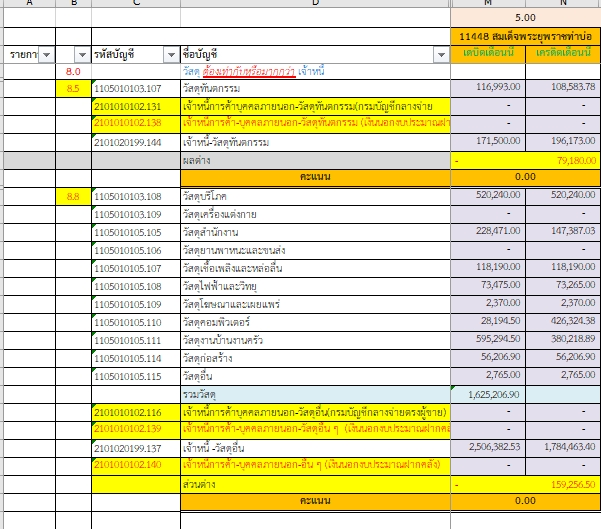 A B C D M N
5.00
11448 สมเด็จพระยุพราชท่าบ่อ
รายการ รหัสบัญชี ชื่อบัญชี เดบิตเดือนนี้ เครดิตเดือนนี้
8.0 วัสดุ ต้องเท่ากับหรือมากกว่า เจ้าหนี้
8.5 1105010103.107 วัสดุทันตกรรม 116,993.00 108,583.78
2101010102.131 เจ้าหนี้การค้าบุคคลภายนอก-วัสดุทันตกรรม(กรมบัญชีกลางจ่าย - -
2101010102.138 เจ้าหนี้การค้า-บุคคลภายนอก-วัสดุทันตกรรม (เงินนอกงบประมาณฝาก - -
2101020199.144 เจ้าหนี้-วัสดุทันตกรรม 171,500.00 196,173.00
ผลต่าง - 79,180.00
คะแนน 0.00
8.8 1105010103.108 วัสดุบริโภค 520,240.00 520,240.00
1105010103.109 วัสดุเครื่องแต่งกาย - -
1105010105.105 วัสดุสำนักงาน 228,471.00 147,387.03
1105010105.106 วัสดุยานพาหนะและขนส่ง - -
1105010105.107 วัสดุเชื้อเพลิงและหล่อลื่น 118,190.00 118,190.00
1105010105.108 วัสดุไฟฟ้าและวิทยุ 73,475.00 73,265.00
1105010105.109 วัสดุโฆษณาและเผยแพร่ 2,370.00 2,370.00
1105010105.110 วัสดุคอมพิวเตอร์ 28,194.50 426,324.38
1105010105.111 วัสดุงานบ้านงานครัว 595,294.50 380,218.89
1105010105.114 วัสดุก่อสร้าง 56,206.90 56,206.90
1105010105.115 วัสดุอื่น 2,765.00 2,765.00
รวมวัสดุ 1,625,206.90
2101010102.116 เจ้าหนี้การค้าบุคคลภายนอก-วัสดุอื่น(กรมบัญชีกลางจ่ายตรงผู้ขาย) - -
2101010102.139 เจ้าหนี้การค้า-บุคคลภายนอก-วัสดุอื่น ๆ (เงินนอกงบประมาณฝากคลั - -
2101020199.137 เจ้าหนี้ -วัสดุอื่น 2,506,382.53 1,784,463.40
2101010102.140 เจ้าหนี้การค้า-บุคคลภายนอก-อื่น ๆ (เงินนอกงบประมาณฝากคลัง) - -
ส่วนต่าง - 159,256.50
คะแนน 0.00